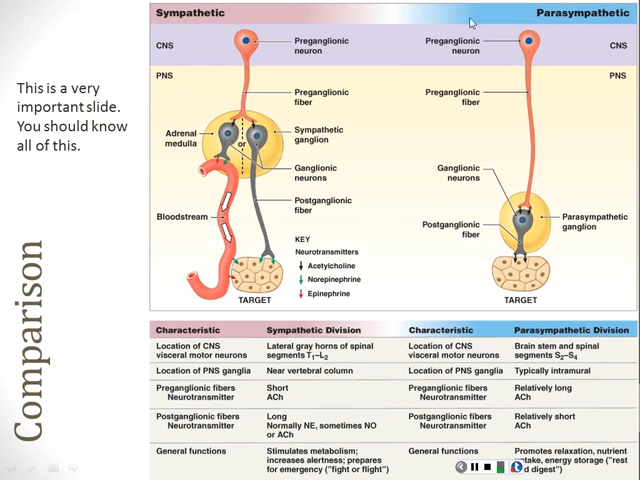 This is a very
important slide.
You should know
all of this.
Comparison
Sympathetic
Parasympathetic
CNS
Preganglionic
neuron
Preganglionic
neuron
CNS
PNS
PNS
Preganglionic
fiber
Preganglionic
fiber
Adrenal
medulla
or
Sympathetic
ganglion
Ganglionic
neurons
Ganglionic
neurons
Postganglionic
fiber
Bloodstream
Postganglionic
fiber
Parasympathetic
ganglion
KEY
Neurotransmitters
Acetylcholine
Norepinephrine
Epinephrine
TARGET
TARGET
Characteristic Sympathetic Division Characteristic Parasympathetic Division
Location of CNS Lateral gray horns of spinal Location of CNS Brain stem and spinal
visceral motor neurons segments T₁–L₂ visceral motor neurons segments S₂–S₄
Location of PNS ganglia Near vertebral column Location of PNS ganglia Typically intramural
Preganglionic fibers Short Preganglionic fibers Relatively long
Neurotransmitter ACh Neurotransmitter ACh
Postganglionic fibers Long Postganglionic fibers Relatively short
Neurotransmitter Normally NE, sometimes NO Neurotransmitter ACh
or ACh
General functions Stimulates metabolism; General functions Promotes relaxation, nutrient
increases alertness; prepares energy storage ("rest
for emergency ("fight or flight") digest")